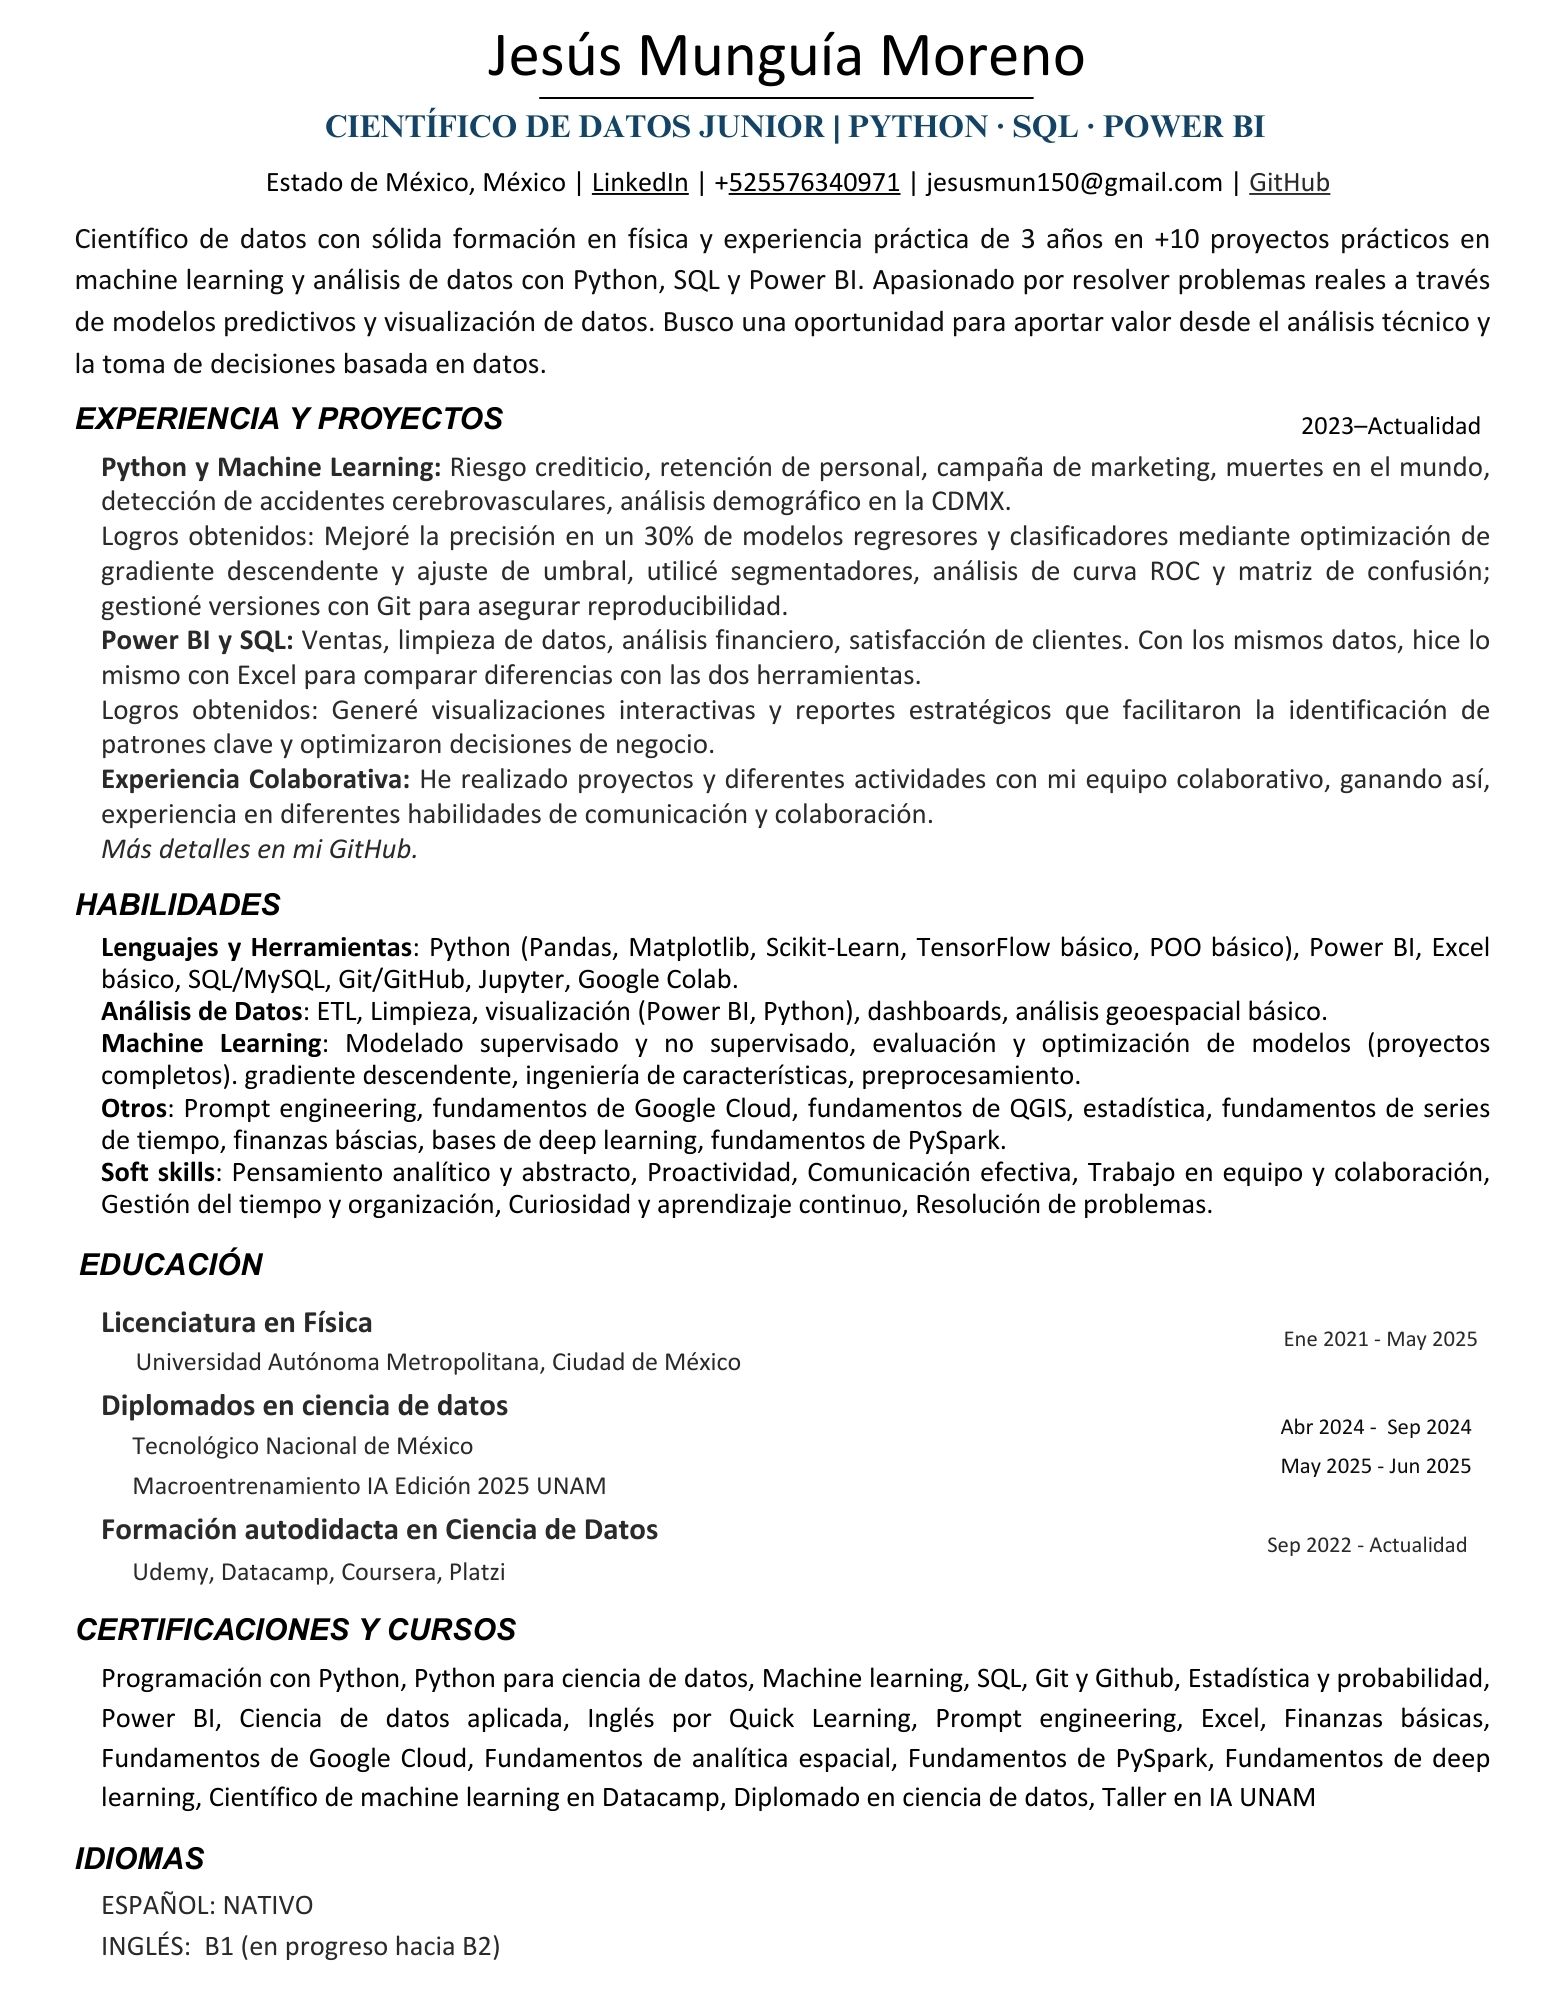 Jesús Munguía Moreno
CIENTÍFICO DE DATOS JUNIOR | PYTHON · SQL · POWER BI
Estado de México, México | LinkedIn | +525576340971 | jesusmun150@gmail.com | GitHub
Científico de datos con sólida formación en física y experiencia práctica de 3 años en +10 proyectos prácticos en
machine learning y análisis de datos con Python, SQL y Power BI. Apasionado por resolver problemas reales a través
de modelos predictivos y visualización de datos. Busco una oportunidad para aportar valor desde el análisis técnico y
la toma de decisiones basada en datos.
EXPERIENCIA Y PROYECTOS 2023–Actualidad
Python y Machine Learning: Riesgo crediticio, retención de personal, campaña de marketing, muertes en el mundo,
detección de accidentes cerebrovasculares, análisis demográfico en la CDMX.
Logros obtenidos: Mejoré la precisión en un 30% de modelos regresores y clasificadores mediante optimización de
gradiente descendente y ajuste de umbral, utilicé segmentadores, análisis de curva ROC y matriz de confusión;
gestioné versiones con Git para asegurar reproducibilidad.
Power BI y SQL: Ventas, limpieza de datos, análisis financiero, satisfacción de clientes. Con los mismos datos, hice lo
mismo con Excel para comparar diferencias con las dos herramientas.
Logros obtenidos: Generé visualizaciones interactivas y reportes estratégicos que facilitaron la identificación de
patrones clave y optimizaron decisiones de negocio.
Experiencia Colaborativa: He realizado proyectos y diferentes actividades con mi equipo colaborativo, ganando así,
experiencia en diferentes habilidades de comunicación y colaboración.
Más detalles en mi GitHub.
HABILIDADES
Lenguajes y Herramientas: Python (Pandas, Matplotlib, Scikit-Learn, TensorFlow básico, POO básico), Power BI, Excel
básico, SQL/MySQL, Git/GitHub, Jupyter, Google Colab.
Análisis de Datos: ETL, Limpieza, visualización (Power BI, Python), dashboards, análisis geoespacial básico.
Machine Learning: Modelado supervisado y no supervisado, evaluación y optimización de modelos (proyectos
completos). gradiente descendente, ingeniería de características, preprocesamiento.
Otros: Prompt engineering, fundamentos de Google Cloud, fundamentos de QGIS, estadística, fundamentos de series
de tiempo, finanzas báscias, bases de deep learning, fundamentos de PySpark.
Soft skills: Pensamiento analítico y abstracto, Proactividad, Comunicación efectiva, Trabajo en equipo y colaboración,
Gestión del tiempo y organización, Curiosidad y aprendizaje continuo, Resolución de problemas.
EDUCACIÓN
Licenciatura en Física
Ene 2021 - May 2025
Universidad Autónoma Metropolitana, Ciudad de México
Diplomados en ciencia de datos
Abr 2024 - Sep 2024
Tecnológico Nacional de México
May 2025 - Jun 2025
Macroentrenamiento IA Edición 2025 UNAM
Formación autodidacta en Ciencia de Datos
Sep 2022 - Actualidad
Udemy, Datacamp, Coursera, Platzi
CERTIFICACIONES Y CURSOS
Programación con Python, Python para ciencia de datos, Machine learning, SQL, Git y Github, Estadística y probabilidad,
Power BI, Ciencia de datos aplicada, Inglés por Quick Learning, Prompt engineering, Excel, Finanzas básicas,
Fundamentos de Google Cloud, Fundamentos de analítica espacial, Fundamentos de PySpark, Fundamentos de deep
learning, Científico de machine learning en Datacamp, Diplomado en ciencia de datos, Taller en IA UNAM
IDIOMAS
ESPAÑOL: NATIVO
INGLÉS: B1 (en progreso hacia B2)